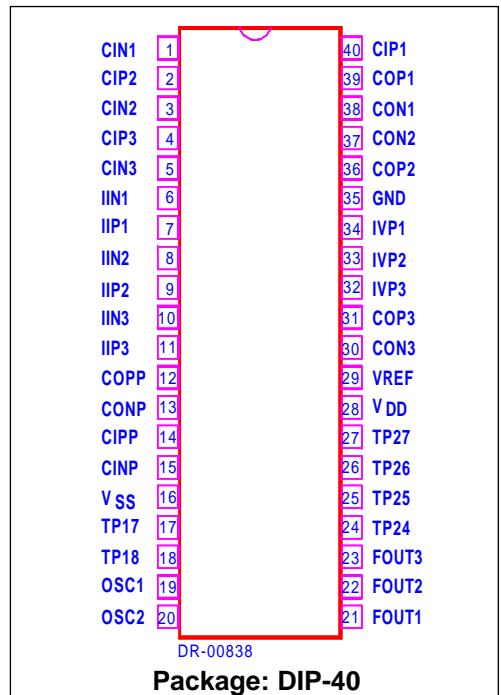 CIN1 1 40 CIP1
CIP2 2 39 COP1
CIN2 3 38 CON1
CIP3 4 37 CON2
CIN3 5 36 COP2
IIN1 6 35 GND
IIP1 7 34 IVP1
IIN2 8 33 IVP2
IIP2 9 32 IVP3
IIN3 10 31 COP3
IIP3 11 30 CON3
COPP 12 29 VREF
CONP 13 28 VDD
CIPP 14 27 TP27
CINP 15 26 TP26
VSS 16 25 TP25
TP17 17 24 TP24
TP18 18 23 FOUT3
OSC1 19 22 FOUT2
OSC2 20 21 FOUT1
DR-00838
Package: DIP-40